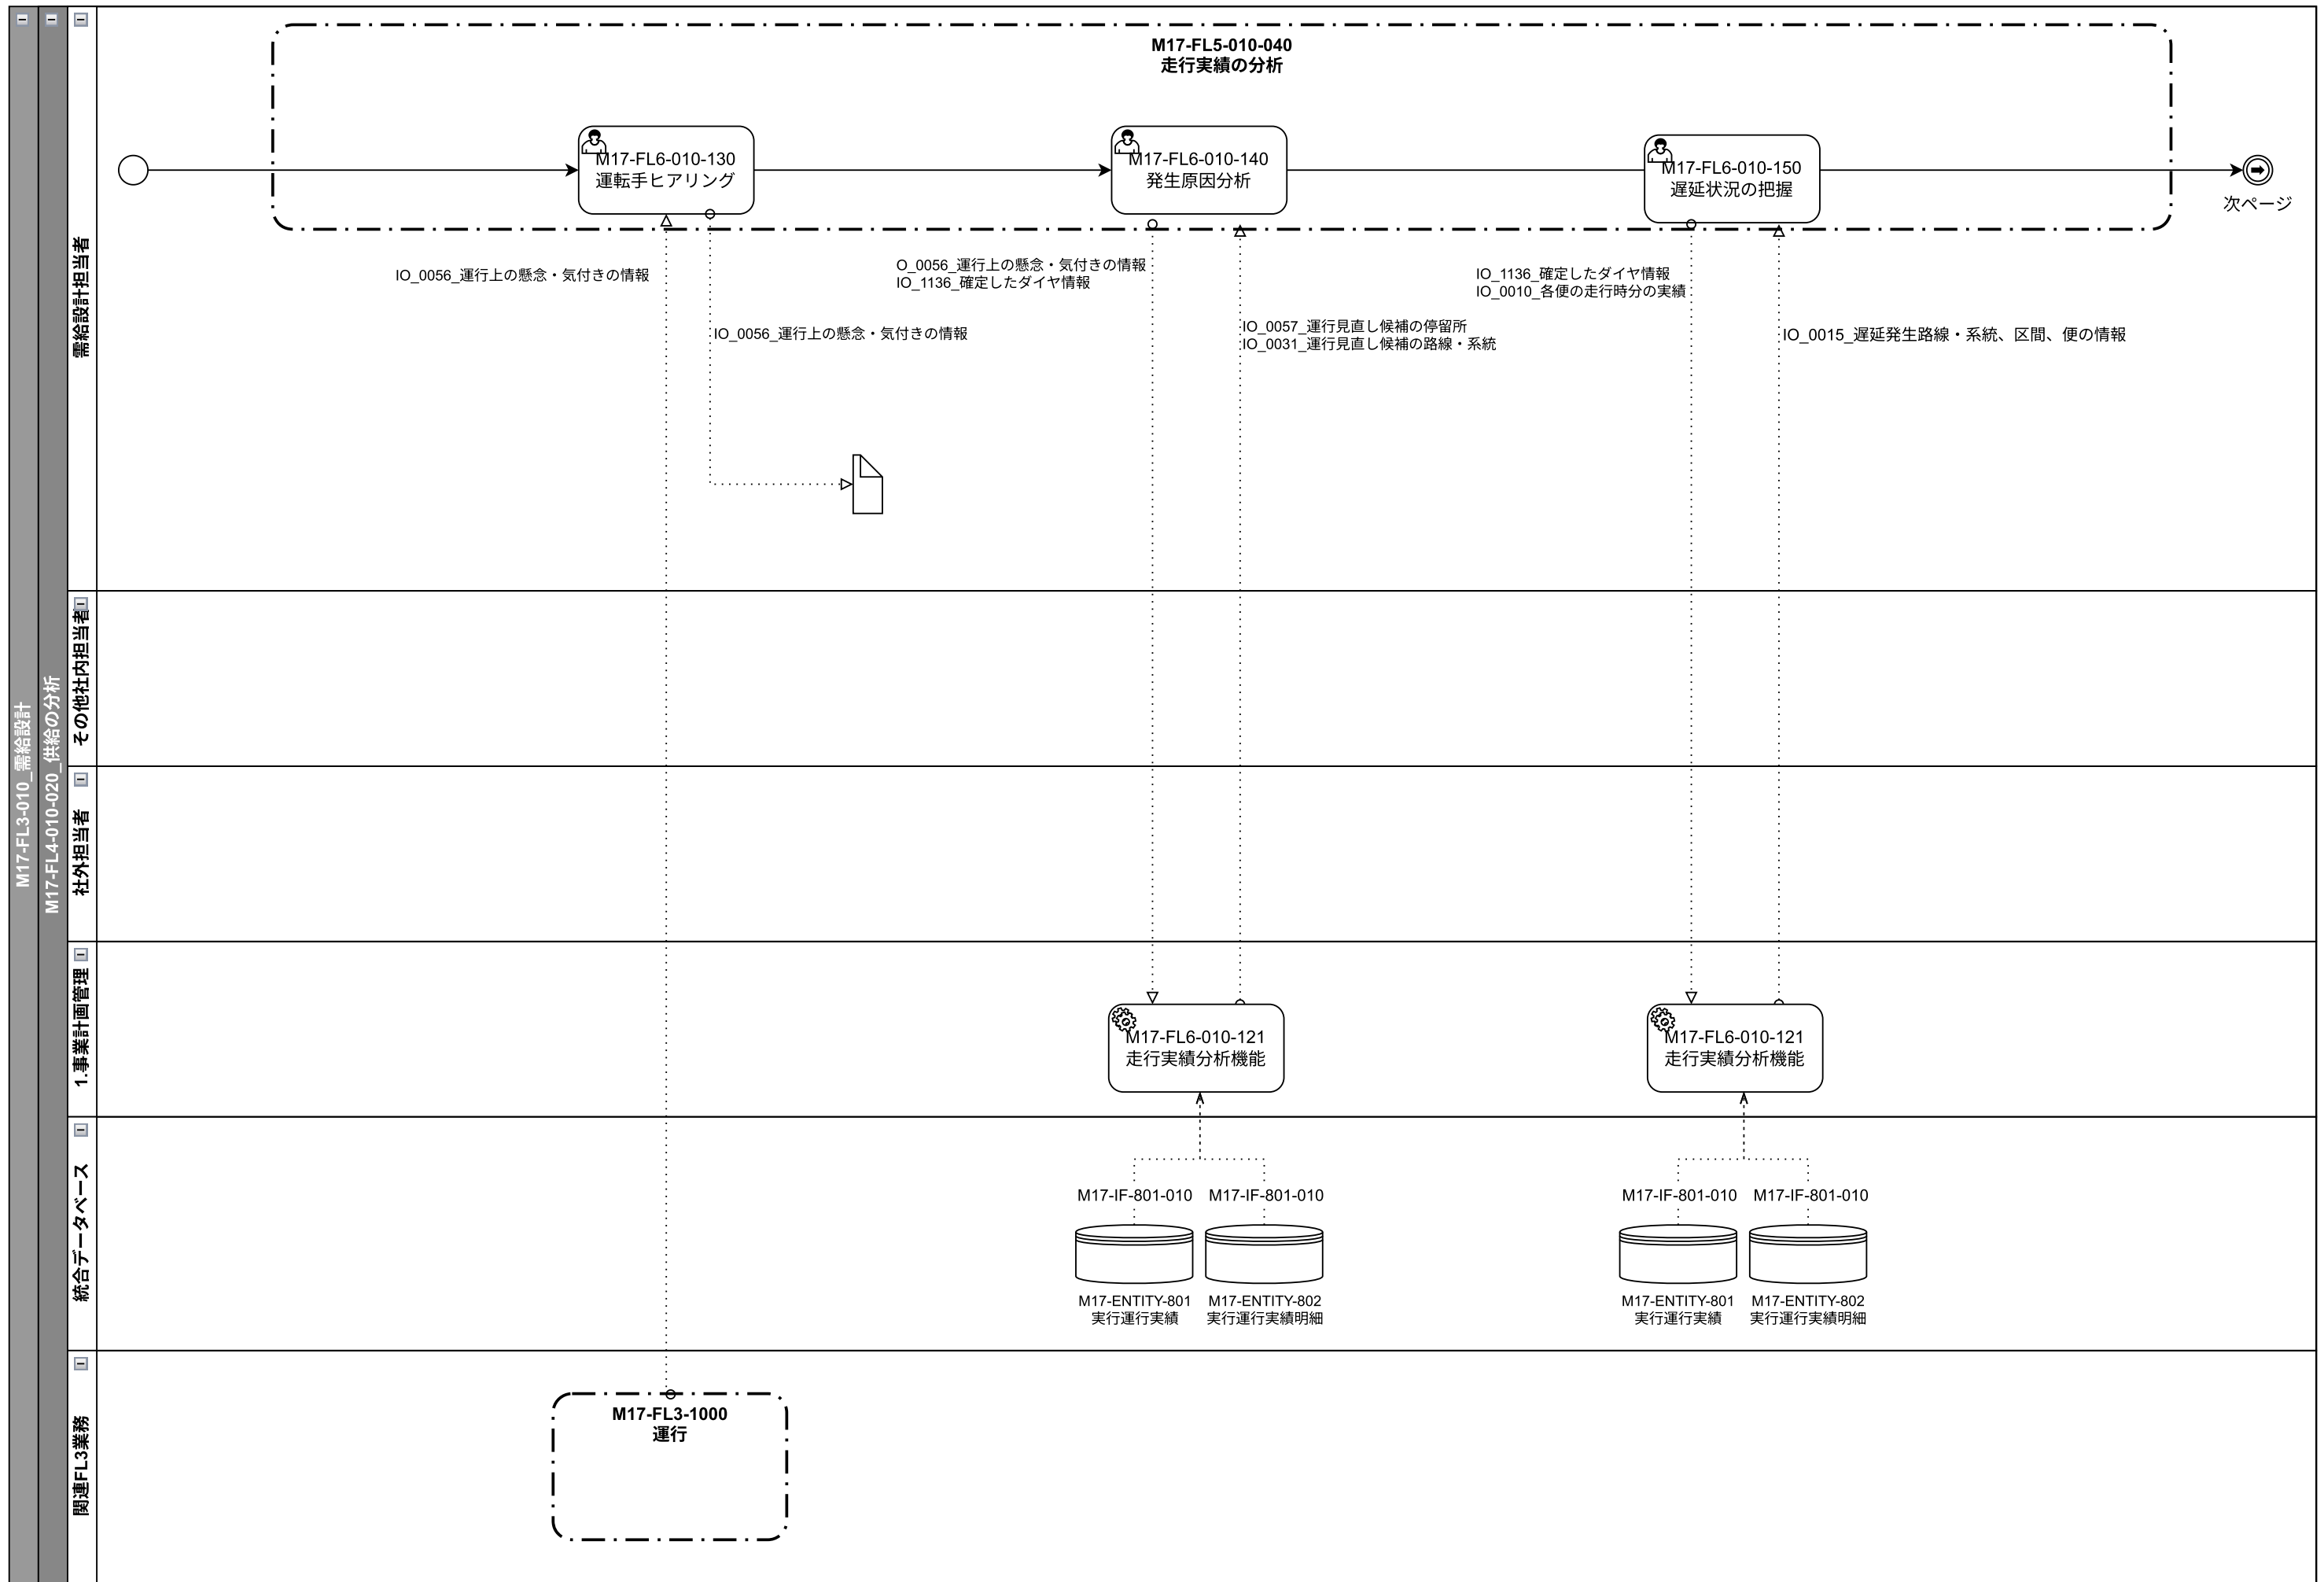 M17-FL3-010_需給設計
M17-FL4-010-020_供給の分析
需給設計担当者
M17-FL5-010-040
走行実績の分析
M17-FL6-010-130
運転手ヒアリング
M17-FL6-010-140
発生原因分析
M17-FL6-010-150
遅延状況の把握
次ページ
IO_0056_運行上の懸念・気付きの情報
IO_0056_運行上の懸念・気付きの情報
O_0056_運行上の懸念・気付きの情報
IO_1136_確定したダイヤ情報
IO_0057_運行見直し候補の停留所
IO_0031_運行見直し候補の路線・系統
IO_1136_確定したダイヤ情報
IO_0010_各便の走行時分の実績
IO_0015_遅延発生路線・系統、区間、便の情報
その他社内担当者
社外担当者
1.事業計画管理
M17-FL6-010-121
走行実績分析機能
M17-FL6-010-121
走行実績分析機能
統合データベース
M17-IF-801-010
M17-IF-801-010
M17-IF-801-010
M17-IF-801-010
M17-ENTITY-801
実行運行実績
M17-ENTITY-802
実行運行実績明細
M17-ENTITY-801
実行運行実績
M17-ENTITY-802
実行運行実績明細
関連FL3業務
M17-FL3-1000
運行